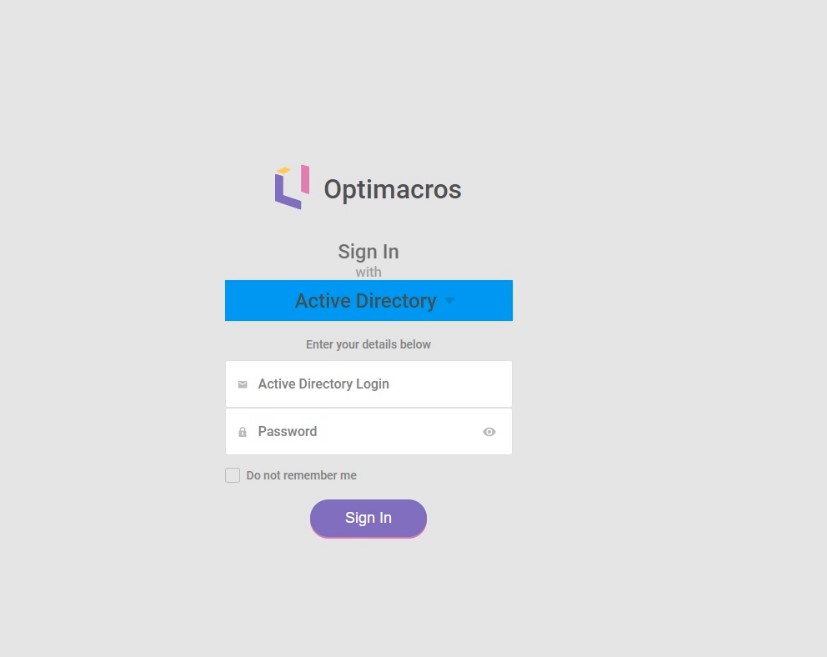 Optimacros
Sign In
with
Active Directory
Enter your details below
Active Directory Login
Password
Do not remember me
Sign In